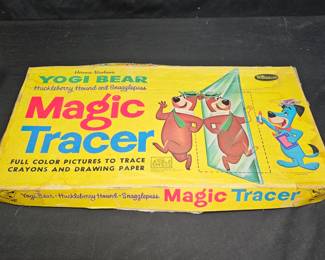 Hanna-Barbera
YOGI BEAR
Huckleberry Hound and Snagglepuss
Magic
Tracer
FULL COLOR PICTURES TO TRACE
CRAYONS AND DRAWING PAPER
Whitman
Yogi Bear • Huckleberry Hound • Snagglepuss Magic Tracer